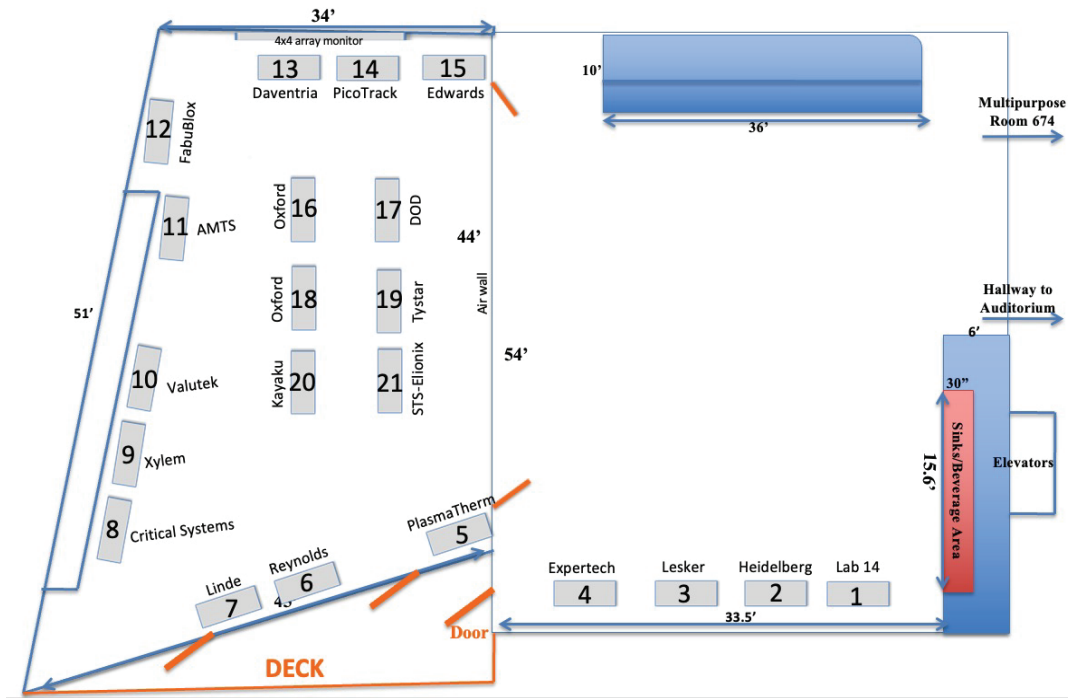 34’
4x4 array monitor
13
Daventria
14
PicoTrack
15
Edwards
10’
36’
Multipurpose
Room 674
12
FabuBlox
11
AMTS
Oxford
16
17
DOD
44’
Air wall
Oxford
18
19
Tystar
51’
54’
Hallway to
Auditorium
6’
10
Valutek
Kayaku
20
21
STS-Elionix
30”
Sinks/Beverage Area
15.6’
Elevators
9
Xylem
8
Critical Systems
PlasmaTherm
5
Reynolds
6
Linde
7
Expertech
4
Lesker
3
Heidelberg
2
Lab 14
1
33.5’
Door
DECK